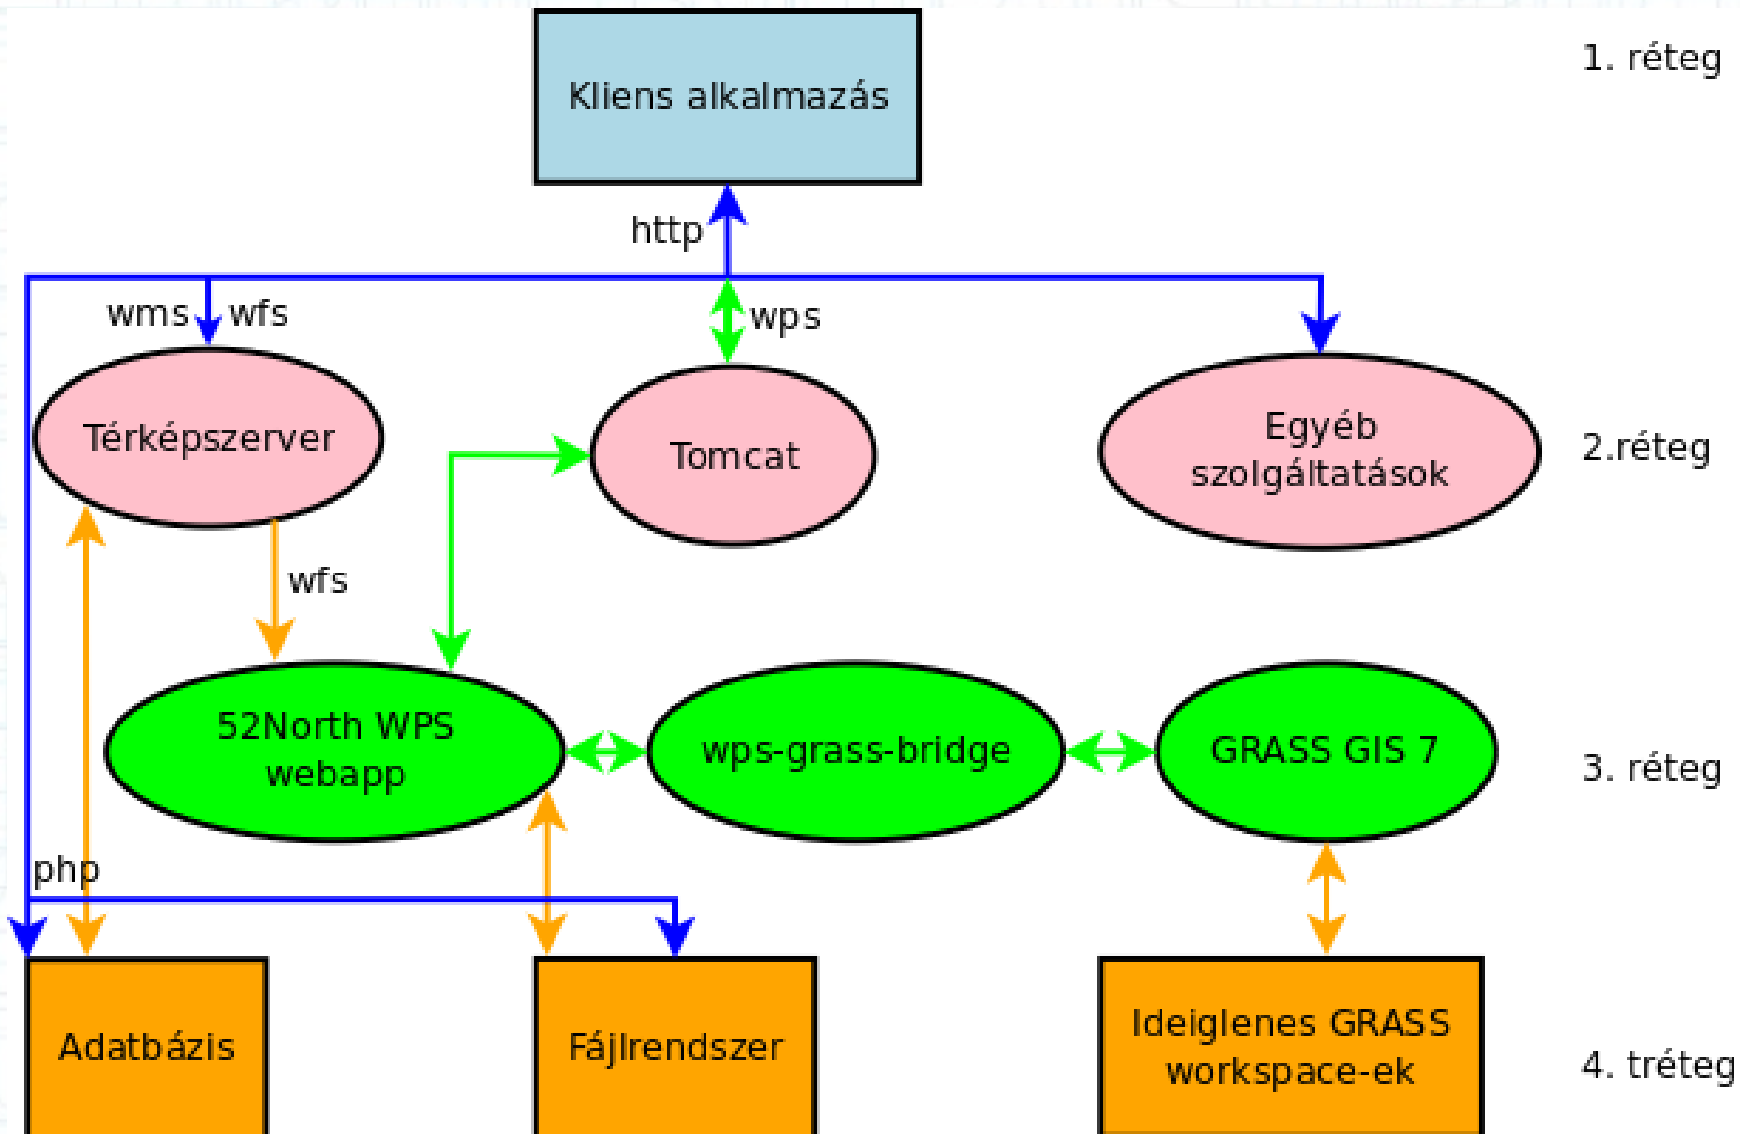 1. réteg
Kliens alkalmazás
http
wms
wfs
wps
Térképszerver
Tomcat
Egyéb
szolgáltatások
2.réteg
wfs
52North WPS
webapp
wps-grass-bridge
GRASS GIS 7
3. réteg
php
Adatbázis
Fájlrendszer
Ideiglenes GRASS
workspace-ek
4. tréteg